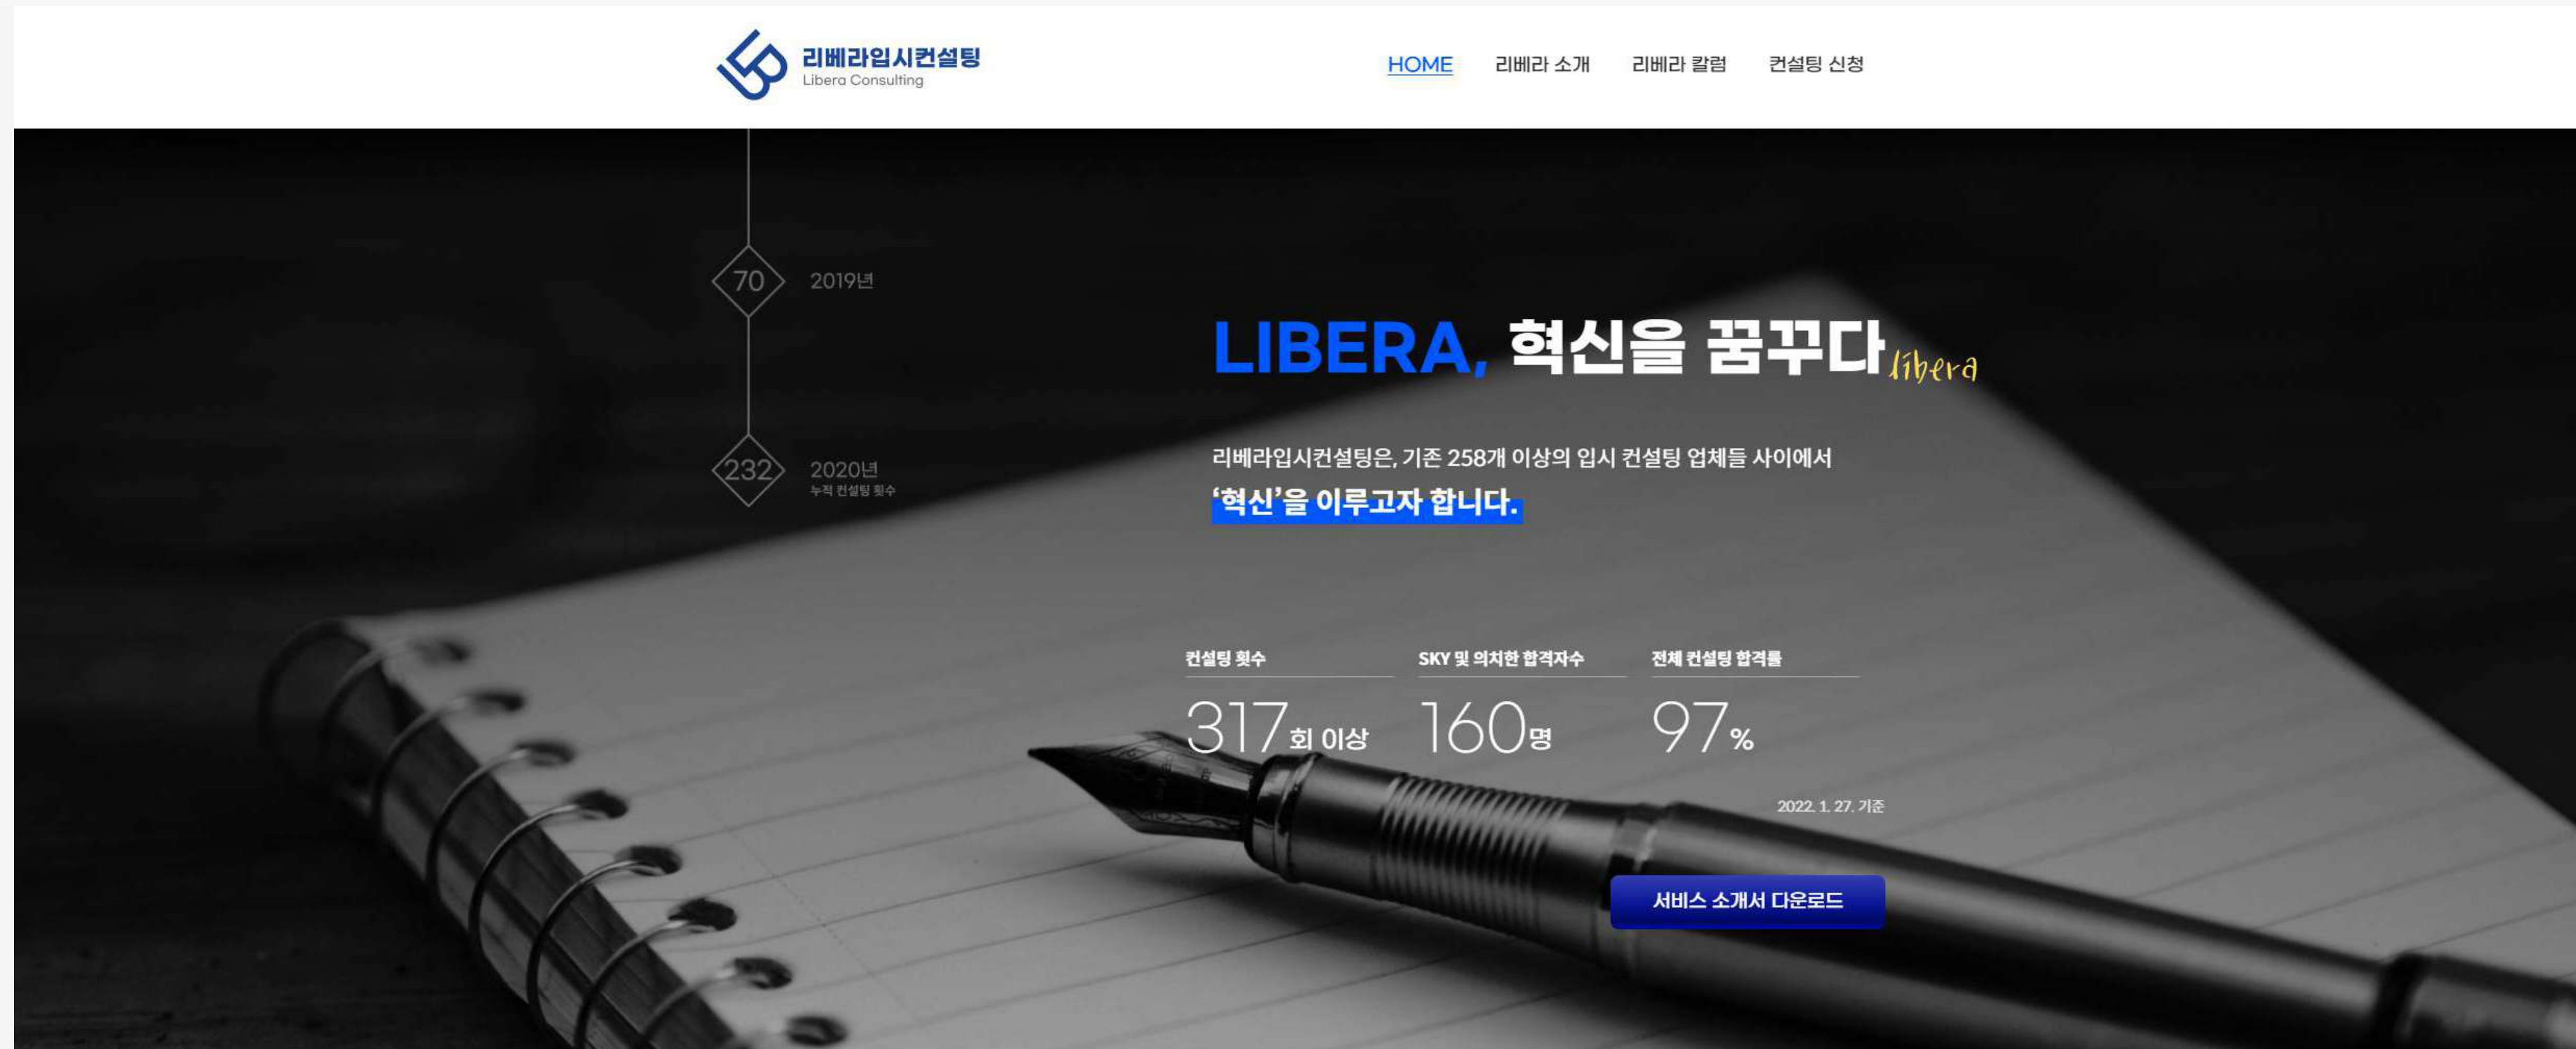 리베라입시컨설팅
Libera Consulting
HOME 리베라 소개 리베라 칼럼 컨설팅 신청
70 2019년
232 2020년
누적 컨설팅 횟수
LIBERA, 혁신을 꿈꾸다 libera
리베라입시컨설팅은, 기존 258개 이상의 입시 컨설팅 업체들 사이에서
‘혁신’을 이루고자 합니다.
컨설팅 횟수 SKY 및 의치한 합격자수 전체 컨설팅 합격률
317회 이상 160명 97%
2022. 1. 27. 기준
서비스 소개서 다운로드